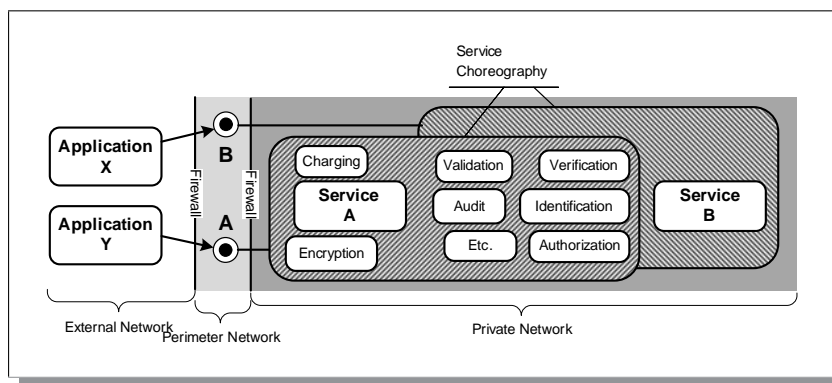 Service
Choreography
Application
X
B
Firewall
Firewall
Charging
Validation
Verification
Service
A
Audit
Identification
Service
B
Application
Y
A
Encryption
Etc.
Authorization
External Network
Perimeter Network
Private Network